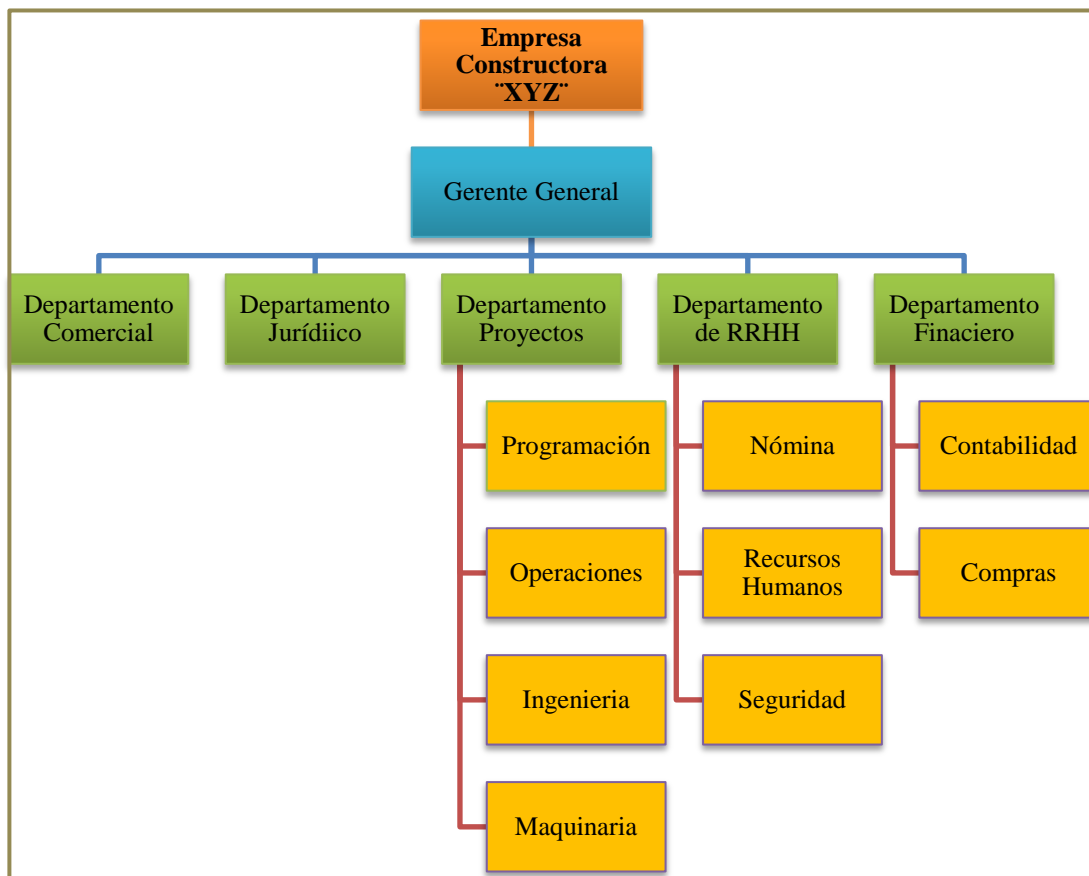 Empresa
Constructora
¨XYZ¨
Gerente General
Departamento
Comercial
Departamento
Jurídiico
Departamento
Proyectos
Departamento
de RRHH
Departamento
Finaciero
Programación
Operaciones
Ingenieria
Maquinaria
Nómina
Recursos
Humanos
Seguridad
Contabilidad
Compras